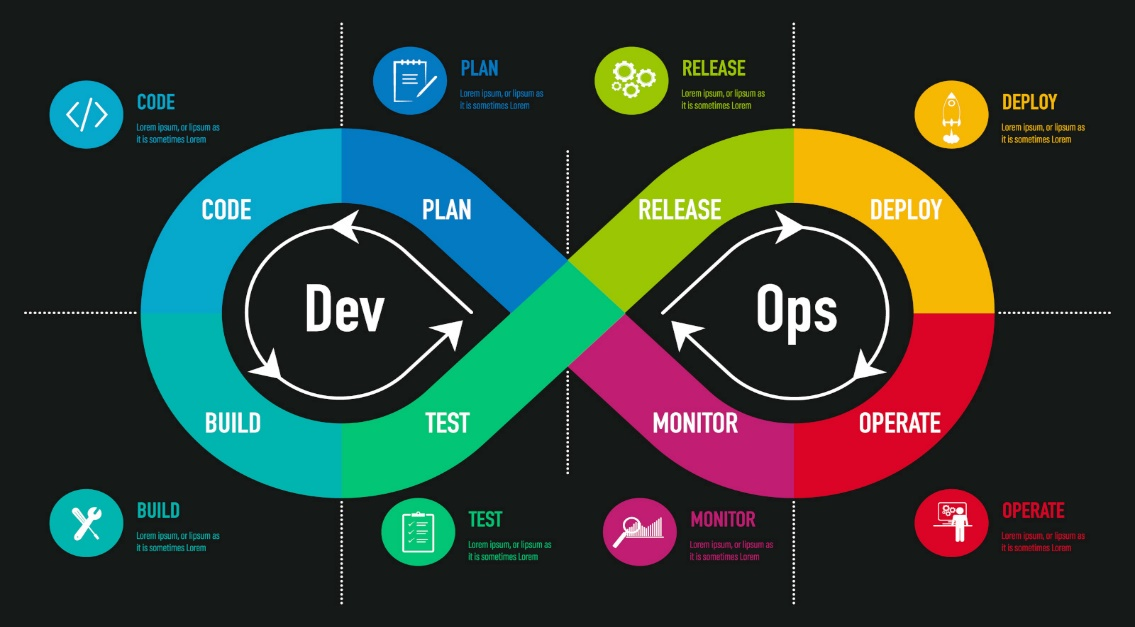 PLAN
Lorem ipsum, or lipsum as
it is sometimes Lorem
RELEASE
Lorem ipsum, or lipsum as
it is sometimes Lorem
CODE
Lorem ipsum, or lipsum as
it is sometimes Lorem
DEPLOY
Lorem ipsum, or lipsum as
it is sometimes Lorem
CODE
PLAN
RELEASE
DEPLOY
Dev
Ops
BUILD
TEST
MONITOR
OPERATE
BUILD
Lorem ipsum, or lipsum as
it is sometimes Lorem
TEST
Lorem ipsum, or lipsum as
it is sometimes Lorem
MONITOR
Lorem ipsum, or lipsum as
it is sometimes Lorem
OPERATE
Lorem ipsum, or lipsum as
it is sometimes Lorem